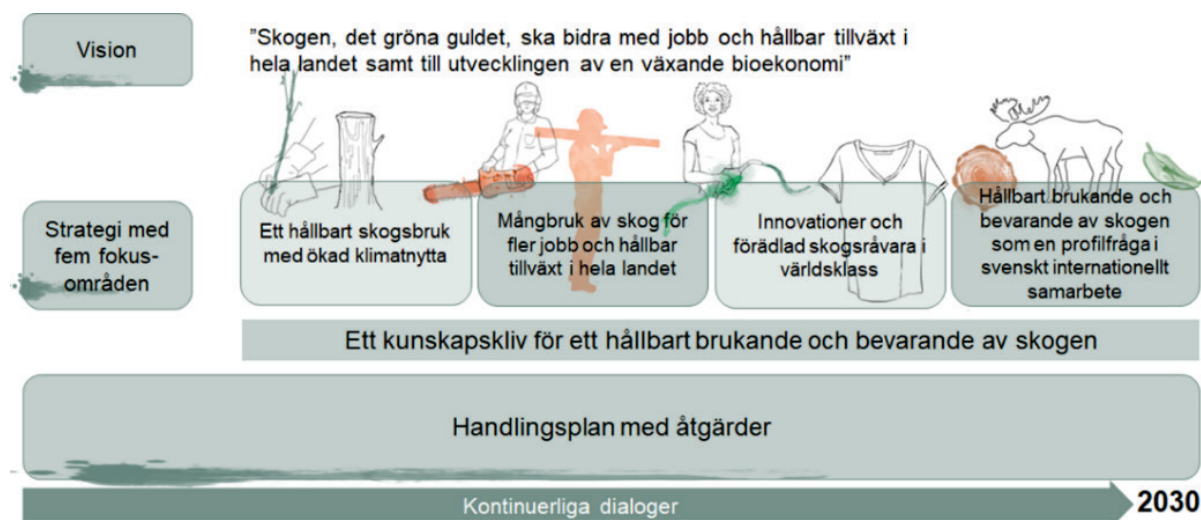 Vision
”Skogen, det gröna guldet, ska bidra med jobb och hållbar tillväxt i
hela landet samt till utvecklingen av en växande bioekonomi”
Strategi med
fem fokus-
områden
Ett hållbart skogsbruk
med ökad klimatnytta
Mångbruk av skog för
fler jobb och hållbar
tillväxt i hela landet
Innovationer och
förädlad skogsråvara i
världsklass
Hållbart brukande och
bevarande av skogen
som en profilfråga i
svenskt internationellt
samarbete
Ett kunskapskliv för ett hållbart brukande och bevarande av skogen
Handlingsplan med åtgärder
Kontinuerliga dialoger
2030